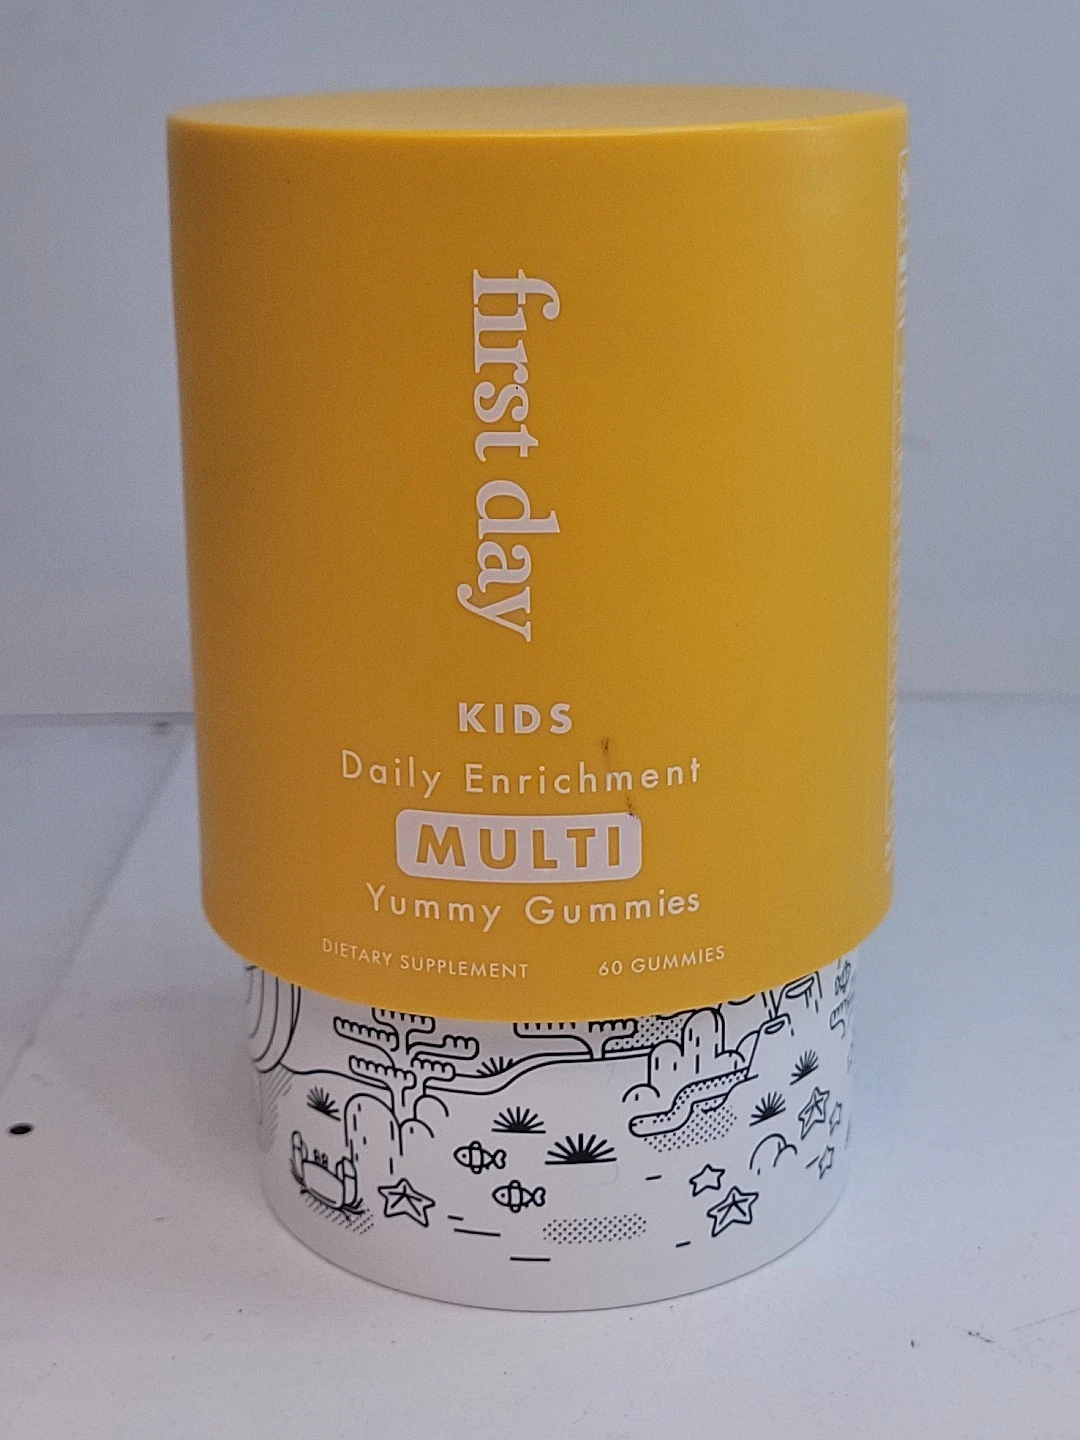 first day
KIDS
Daily Enrichment
MULTI
Yummy Gummies
DIETARY SUPPLEMENT 60 GUMMIES